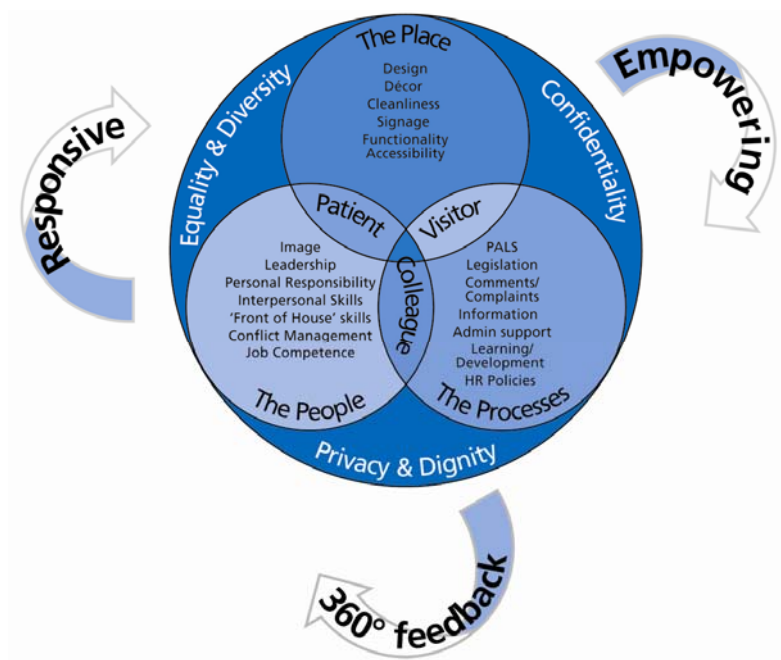 The Place
Design
Décor
Cleanliness
Signage
Functionality
Accessibility
Equality & Diversity
Confidentiality
Empowering
Responsive
Patient
Visitor
Colleague
Image
Leadership
Personal Responsibility
Interpersonal Skills
‘Front of House’ skills
Conflict Management
Job Competence
The People
PALS
Legislation
Comments/
Complaints
Information
Admin support
Learning/
Development
HR Policies
The Processes
Privacy & Dignity
360° feedback